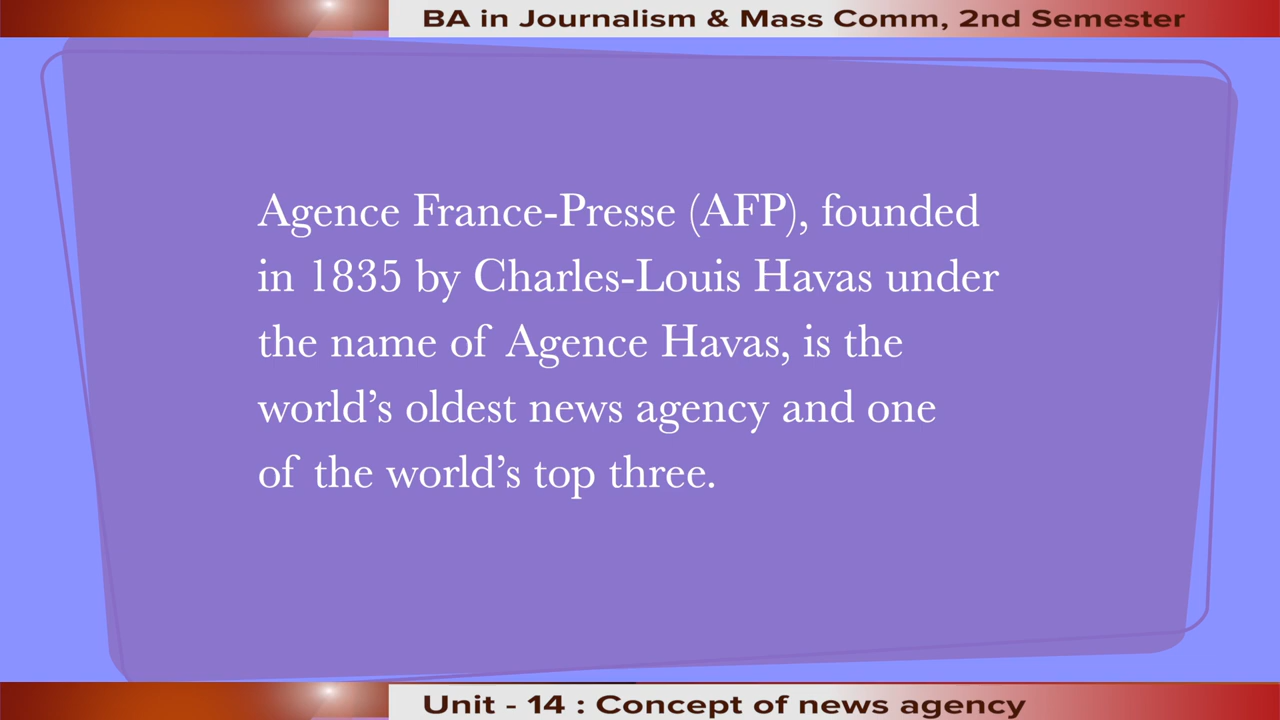 BA in Journalism & Mass Comm, 2nd Semester
Agence France-Presse (AFP), founded
in 1835 by Charles-Louis Havas under
the name of Agence Havas, is the
world’s oldest news agency and one
of the world’s top three.
Unit - 14 : Concept of news agency